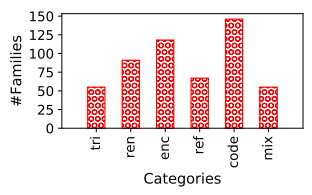 150
125
100
75
50
25
0
#Families
tri
ren
enc
ref
code
mix
Categories